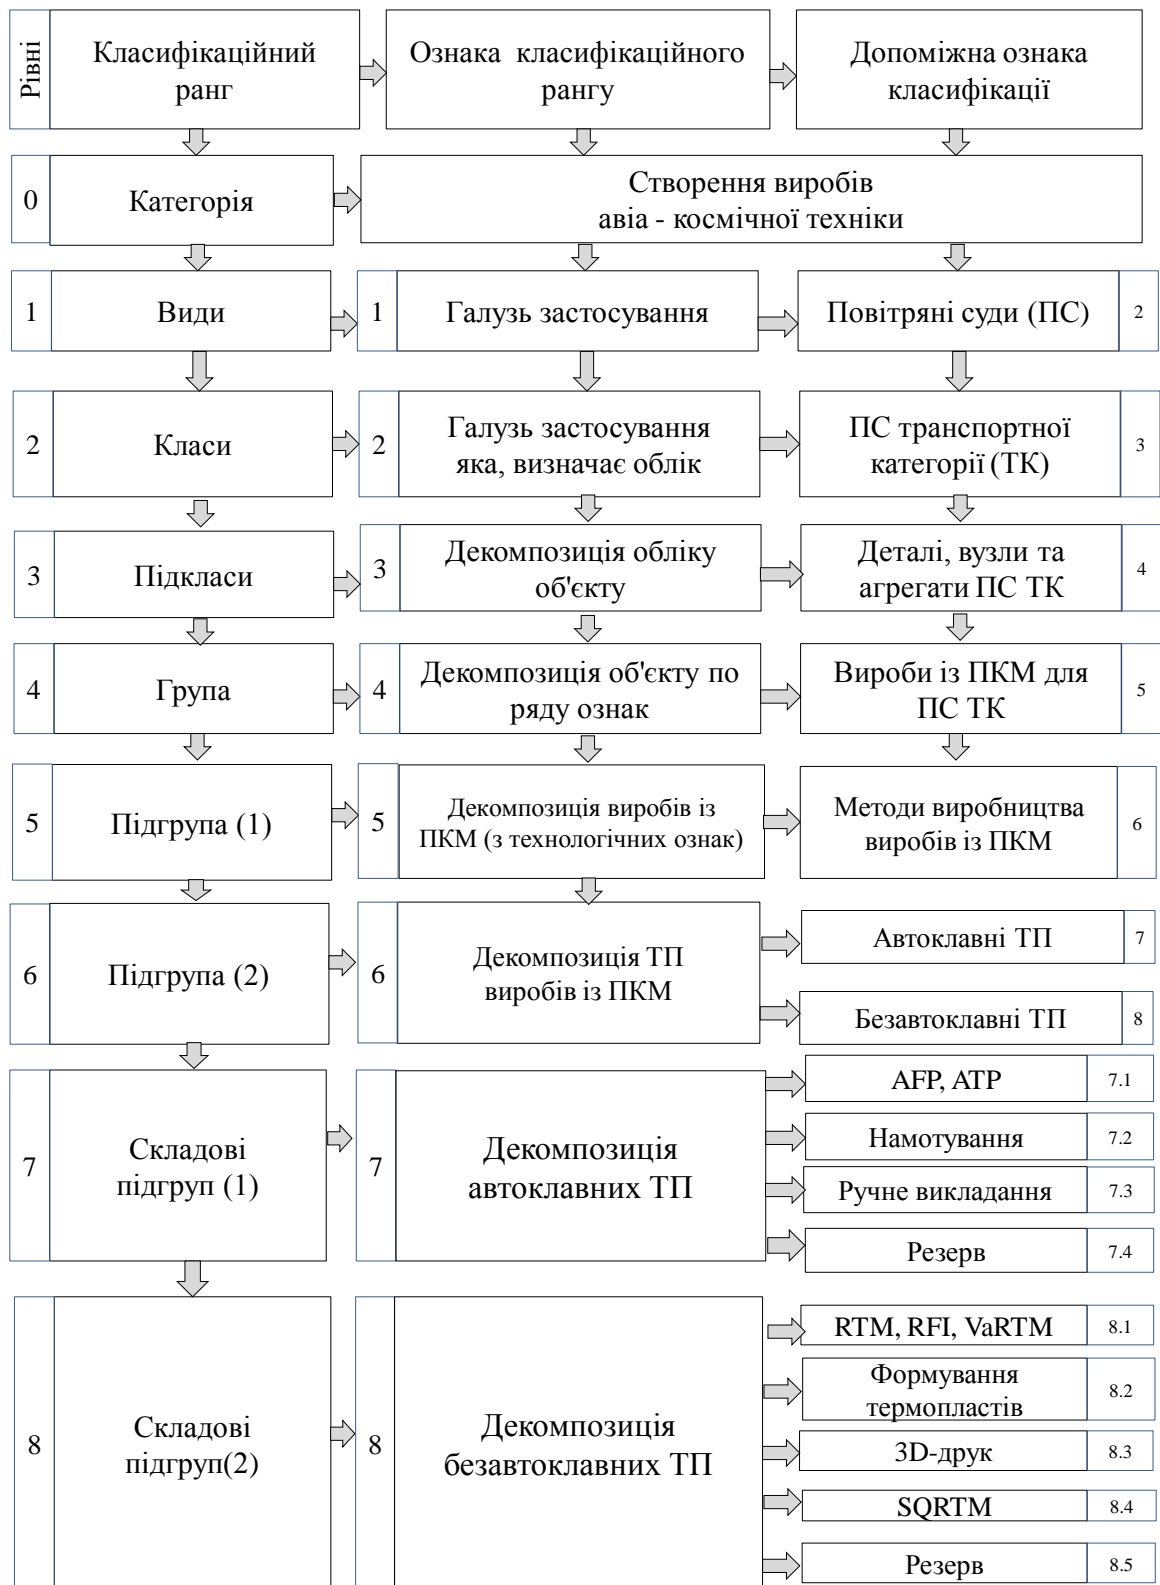 Рівні
Класифікаційний
ранг
Ознака класифікаційного
рангу
Допоміжна ознака
класифікації
0
Категорія
Створення виробів
авіа - космічної техніки
1
Види
1
Галузь застосування
Повітряні суди (ПС)
2
2
Класи
2
Галузь застосування
яка, визначає облік
ПС транспортної
категорії (ТК)
3
3
Підкласи
3
Декомпозиція обліку
об'єкту
Деталі, вузли та
агрегати ПС ТК
4
4
Група
4
Декомпозиція об'єкту по
ряду ознак
Вироби із ПКМ для
ПС ТК
5
5
Підгрупа (1)
5
Декомпозиція виробів із
ПКМ (з технологічних ознак)
Методи виробництва
виробів із ПКМ
6
6
Підгрупа (2)
6
Декомпозиція ТП
виробів із ПКМ
Автоклавні ТП
7
Безавтоклавні ТП
8
7
Складові
підгруп (1)
7
Декомпозиція
автоклавних ТП
AFP, ATP
7.1
Намотування
7.2
Ручне викладання
7.3
Резерв
7.4
8
Складові
підгруп(2)
8
Декомпозиція
безавтоклавних ТП
RTM, RFI, VaRTM
8.1
Формування
термопластів
8.2
3D-друк
8.3
SQRTM
8.4
Резерв
8.5